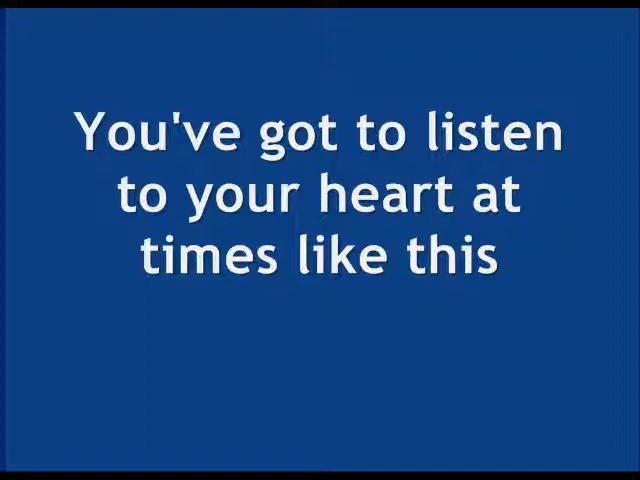 You've got to listen
to your heart at
times like this